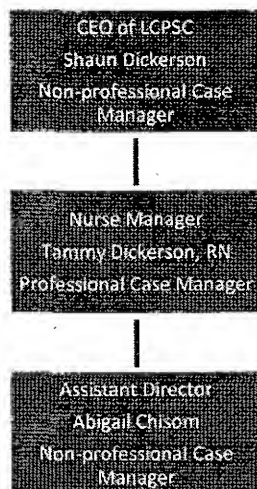 CEO of LCPSC
Shaun Dickerson
Non-professional Case
Manager
Nurse Manager
Tammy Dickerson, RN
Professional Case Manager
Assistant Director
Abigail Chisom
Non-professional Case
Manager